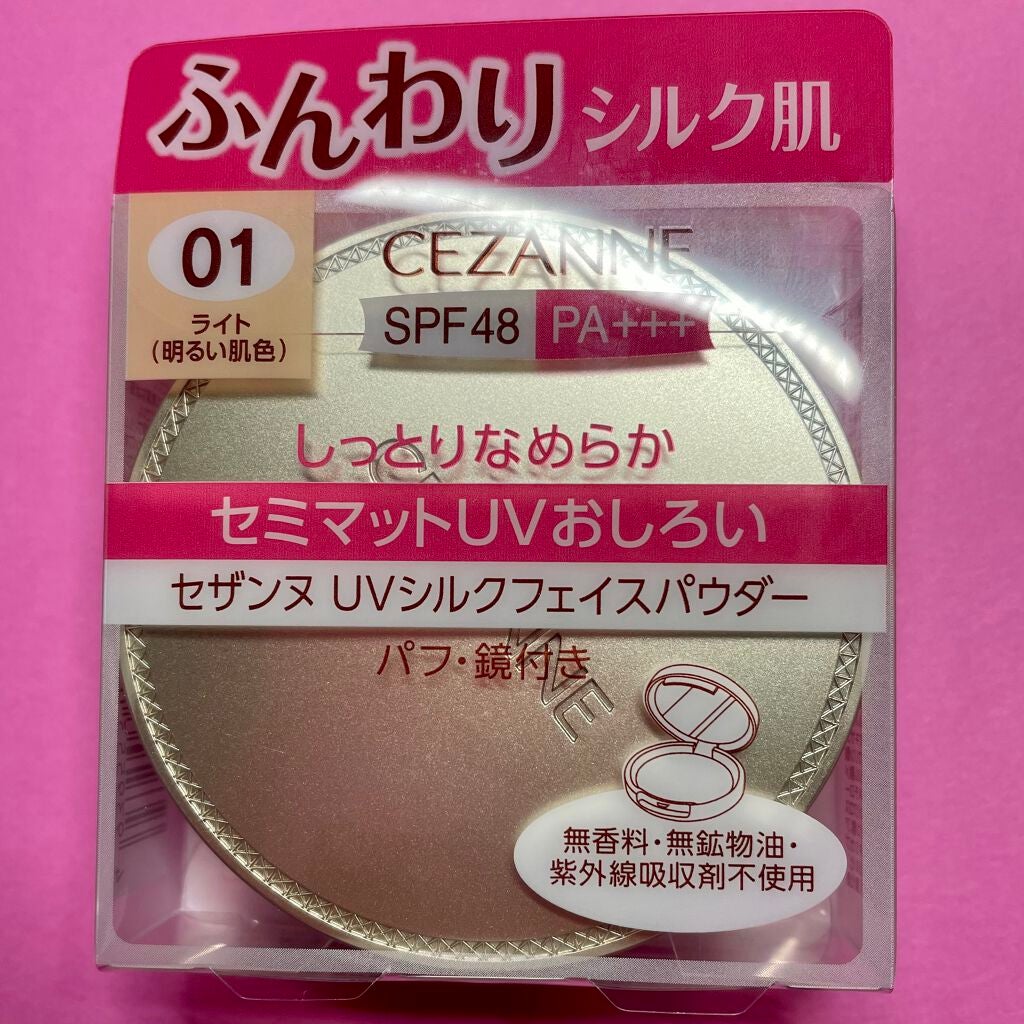 ふんわりシルク肌
01
ライト
(明るい肌色)
CEZANNE
SPF48 PA+++
しっとりなめらか
セミマットUVおしろい
セザンヌ UVシルクフェイスパウダー
パフ・鏡付き
無香料・無鉱物油・
紫外線吸収剤不使用